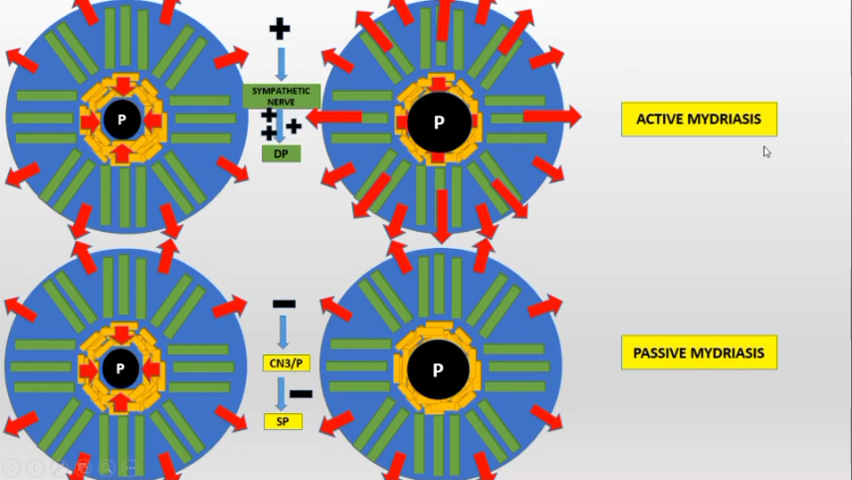 P
SYMPATHETIC
NERVE
DP
P
ACTIVE MYDRIASIS
P
CN3/P
SP
P
PASSIVE MYDRIASIS